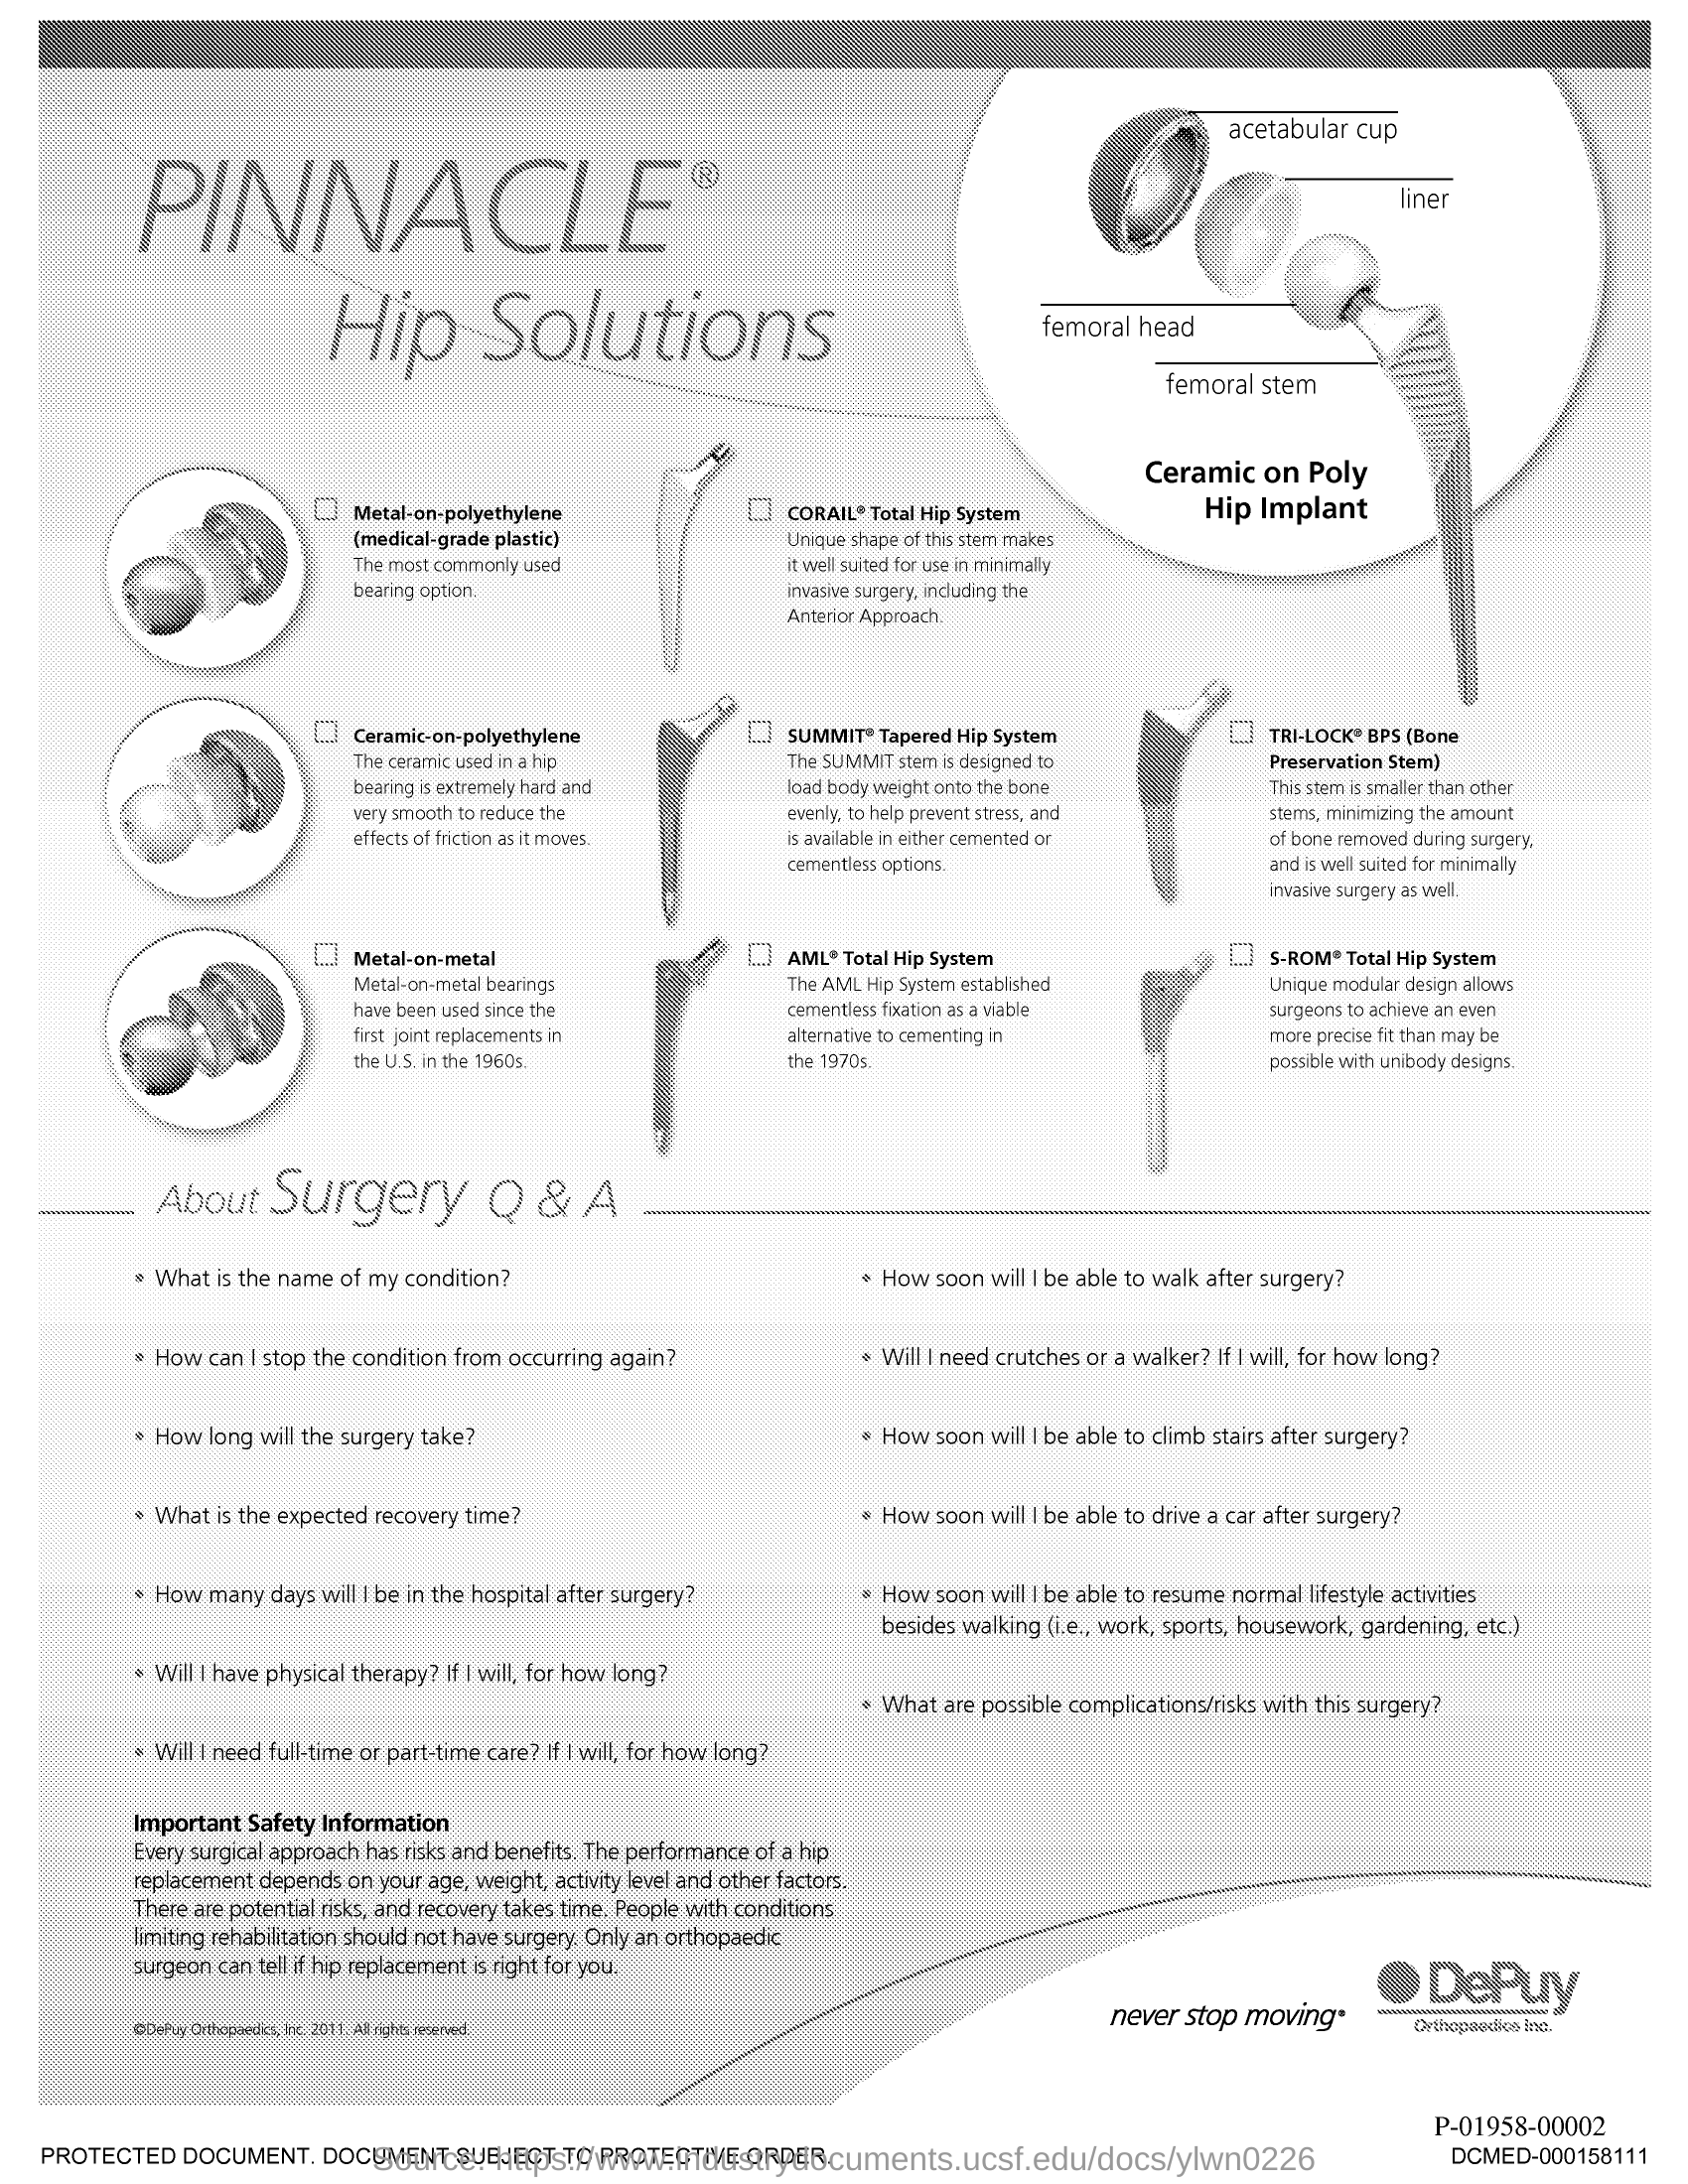 PINNACLE®
Hip Solutions
acetabular cup
liner
femoral head
femoral stem
Ceramic on Poly
Hip Implant
Metal-on-polyethylene
(medical-grade plastic)
The most commonly used
bearing option.
CORAIL® Total Hip System
Unique shape of this stem makes
it well suited for use in minimally
invasive surgery, including the
Anterior Approach.
Ceramic-on-polyethylene
The ceramic used in a hip
bearing is extremely hard and
very smooth to reduce the
effects of friction as it moves.
SUMMIT® Tapered Hip System
The SUMMIT stem is designed to
load body weight onto the bone
evenly, to help prevent stress, and
is available in either cemented or
cementless options.
TRI-LOCK® BPS (Bone
Preservation Stem)
This stem is smaller than other
stems, minimizing the amount
of bone removed during surgery,
and is well suited for minimally
invasive surgery as well.
Metal-on-metal
Metal-on-metal bearings
have been used since the
first joint replacements in
the U.S. in the 1960s.
AML® Total Hip System
The AML Hip System established
cementless fixation as a viable
alternative to cementing in
the 1970s.
S-ROM® Total Hip System
Unique modular design allows
surgeons to achieve an even
more precise fit than may be
possible with unibody designs.
About Surgery Q & A
• What is the name of my condition?
• How can I stop the condition from occurring again?
• How long will the surgery take?
• What is the expected recovery time?
• How many days will I be in the hospital after surgery?
• Will I have physical therapy? If I will, for how long?
• Will I need full-time or part-time care? If I will, for how long?
• How soon will I be able to walk after surgery?
• Will I need crutches or a walker? If I will, for how long?
• How soon will I be able to climb stairs after surgery?
• How soon will I be able to drive a car after surgery?
• How soon will I be able to resume normal lifestyle activities
besides walking (i.e., work, sports, housework, gardening, etc.)
• What are possible complications/risks with this surgery?
Important Safety Information
Every surgical approach has risks and benefits. The performance of a hip
replacement depends on your age, weight, activity level and other factors.
There are potential risks, and recovery takes time. People with conditions
limiting rehabilitation should not have surgery. Only an orthopaedic
surgeon can tell if hip replacement is right for you.
©DePuy Orthopaedics, Inc. 2011. All rights reserved.
never stop moving®
DePuy
Orthopaedics Inc.
P-01958-00002
PROTECTED DOCUMENT. DOCUMENT SUBJECT TO PROTECTIVE ORDER.
DCMED-000158111
Source: https://www.industrydocuments.ucsf.edu/docs/ylwn0226